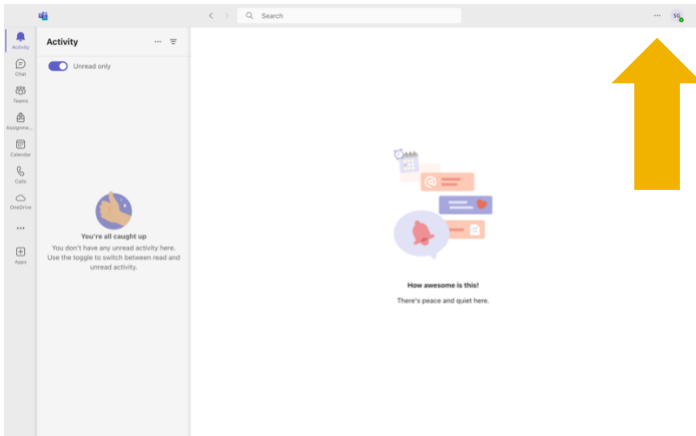 Search
SG
Activity
Activity
Unread only
Chat
Teams
Assignme...
Calendar
Calls
OneDrive
Apps
You're all caught up
You don't have any unread activity here.
Use the toggle to switch between read and
unread activity.
How awesome is this!
There's peace and quiet here.